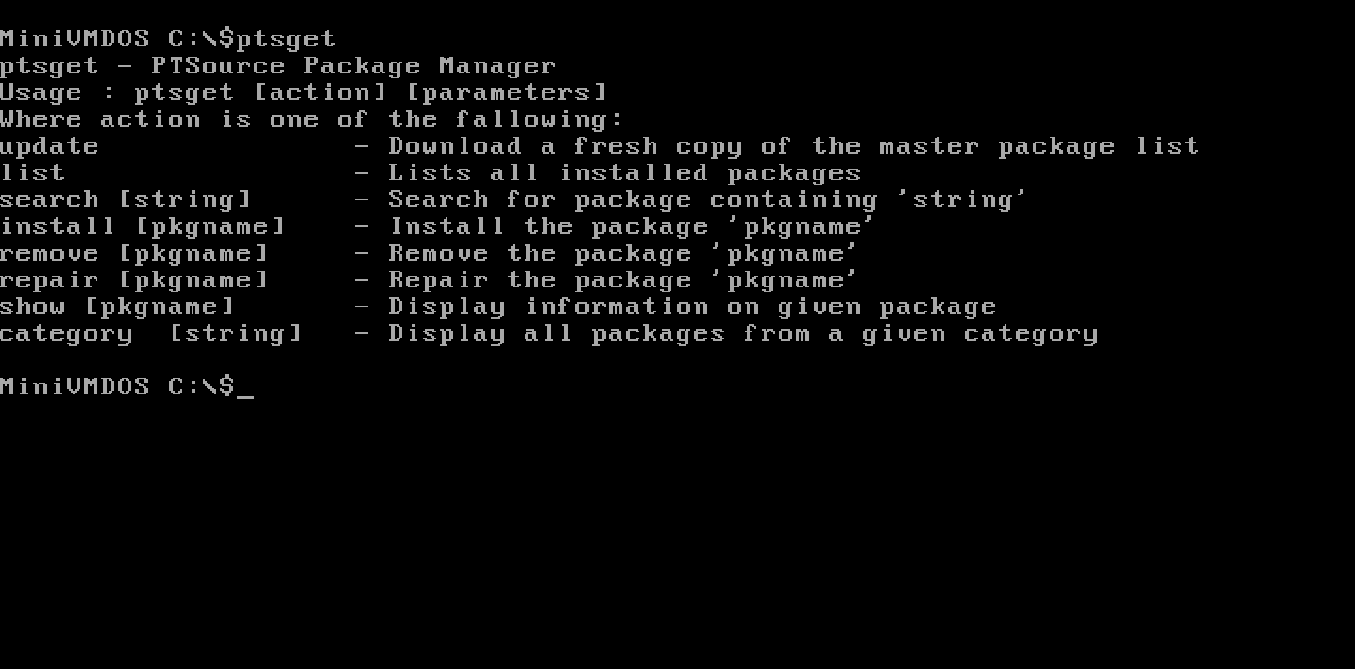 MiniVMDOS C:\$ptsget
ptsget - PTSource Package Manager
Usage : ptsget [action] [parameters]
Where action is one of the fallowing:
update - Download a fresh copy of the master package list
list - Lists all installed packages
search [string] - Search for package containing 'string'
install [pkgname] - Install the package 'pkgname'
remove [pkgname] - Remove the package 'pkgname'
repair [pkgname] - Repair the package 'pkgname'
show [pkgname] - Display information on given package
category [string] - Display all packages from a given category
MiniVMDOS C:\$_